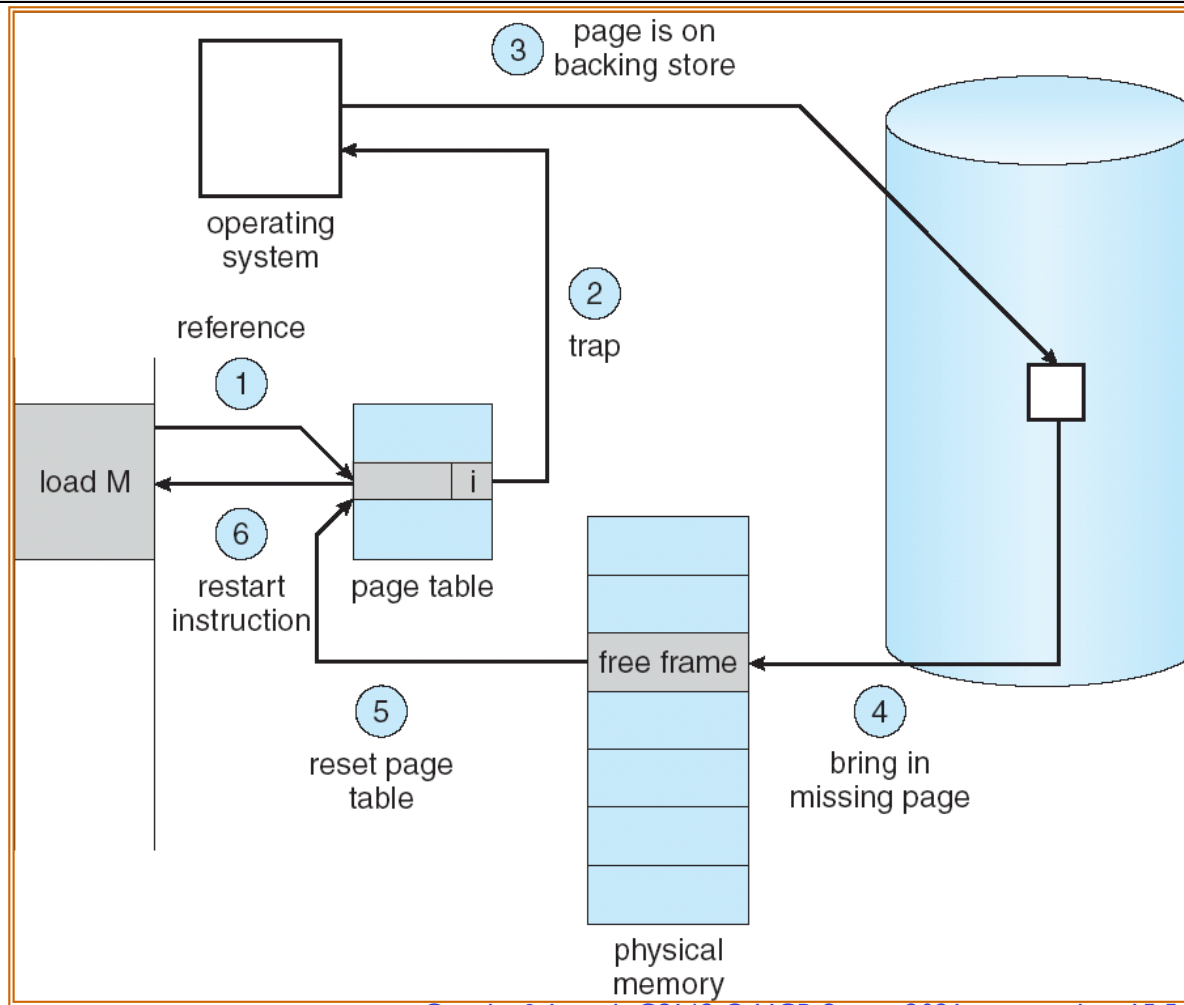 3
page is on
backing store
operating
system
2
trap
reference
1
load M
i
6
restart
instruction
page table
free frame
5
reset page
table
4
bring in
missing page
physical
memory